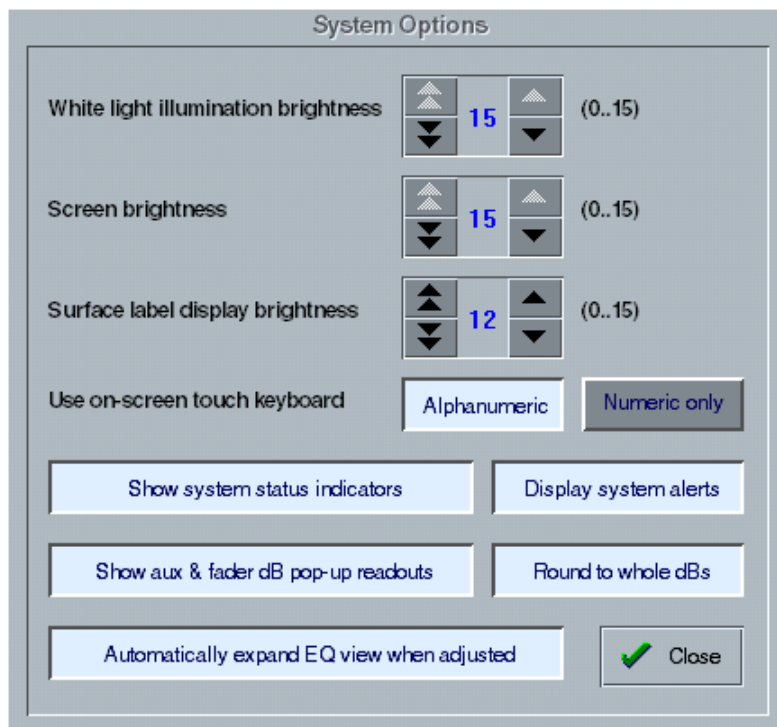 System Options
White light illumination brightness 15 (0..15)
Screen brightness 15 (0..15)
Surface label display brightness 12 (0..15)
Use on-screen touch keyboard Alphanumeric Numeric only
Show system status indicators Display system alerts
Show aux & fader dB pop-up readouts Round to whole dBs
Automatically expand EQ view when adjusted Close